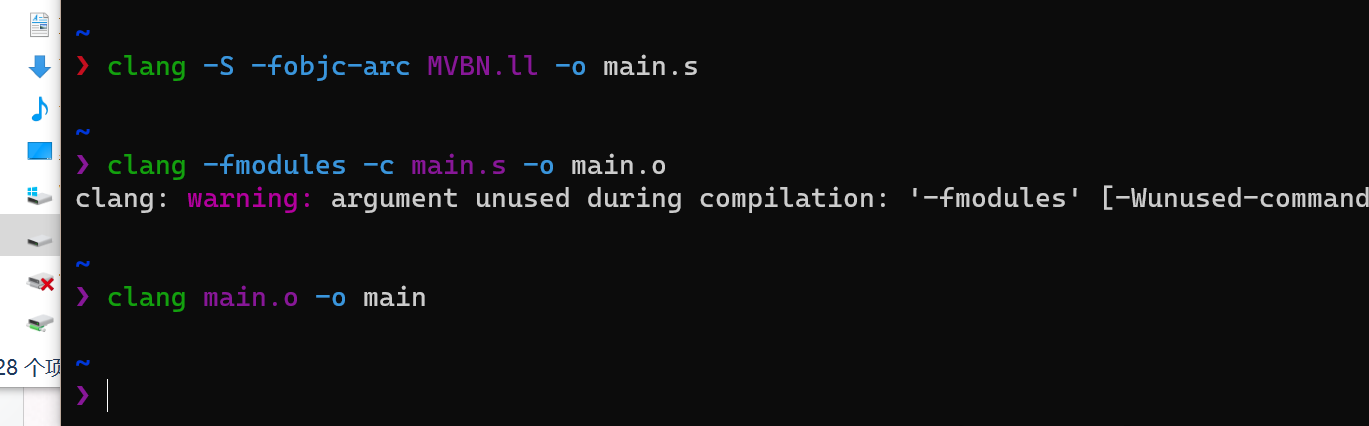 ~
❯ clang -S -fobjc-arc MVBN.ll -o main.s
~
❯ clang -fmodules -c main.s -o main.o
clang: warning: argument unused during compilation: '-fmodules' [-Wunused-command
~
❯ clang main.o -o main
~
❯
28 个项